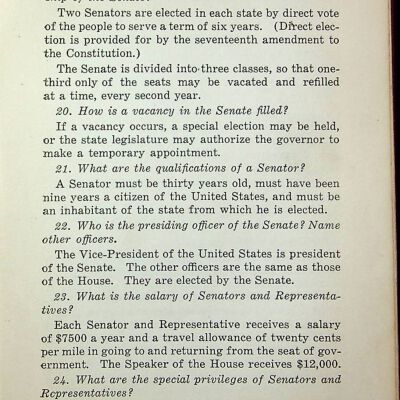 Two Senators are elected in each state by direct vote
of the people to serve a term of six years. (Direct elec-
tion is provided for by the seventeenth amendment to
the Constitution.)
The Senate is divided into three classes, so that one-
third only of the seats may be vacated and refilled
at a time, every second year.
20. How is a vacancy in the Senate filled?
If a vacancy occurs, a special election may be held,
or the state legislature may authorize the governor to
make a temporary appointment.
21. What are the qualifications of a Senator?
A Senator must be thirty years old, must have been
nine years a citizen of the United States, and must be
an inhabitant of the state from which he is elected.
22. Who is the presiding officer of the Senate? Name
other officers.
The Vice-President of the United States is president
of the Senate. The other officers are the same as those
of the House. They are elected by the Senate.
23. What is the salary of Senators and Representa-
tives?
Each Senator and Representative receives a salary
of $7500 a year and a travel allowance of twenty cents
per mile in going to and returning from the seat of gov-
ernment. The Speaker of the House receives $12,000.
24. What are the special privileges of Senators and
Representatives?